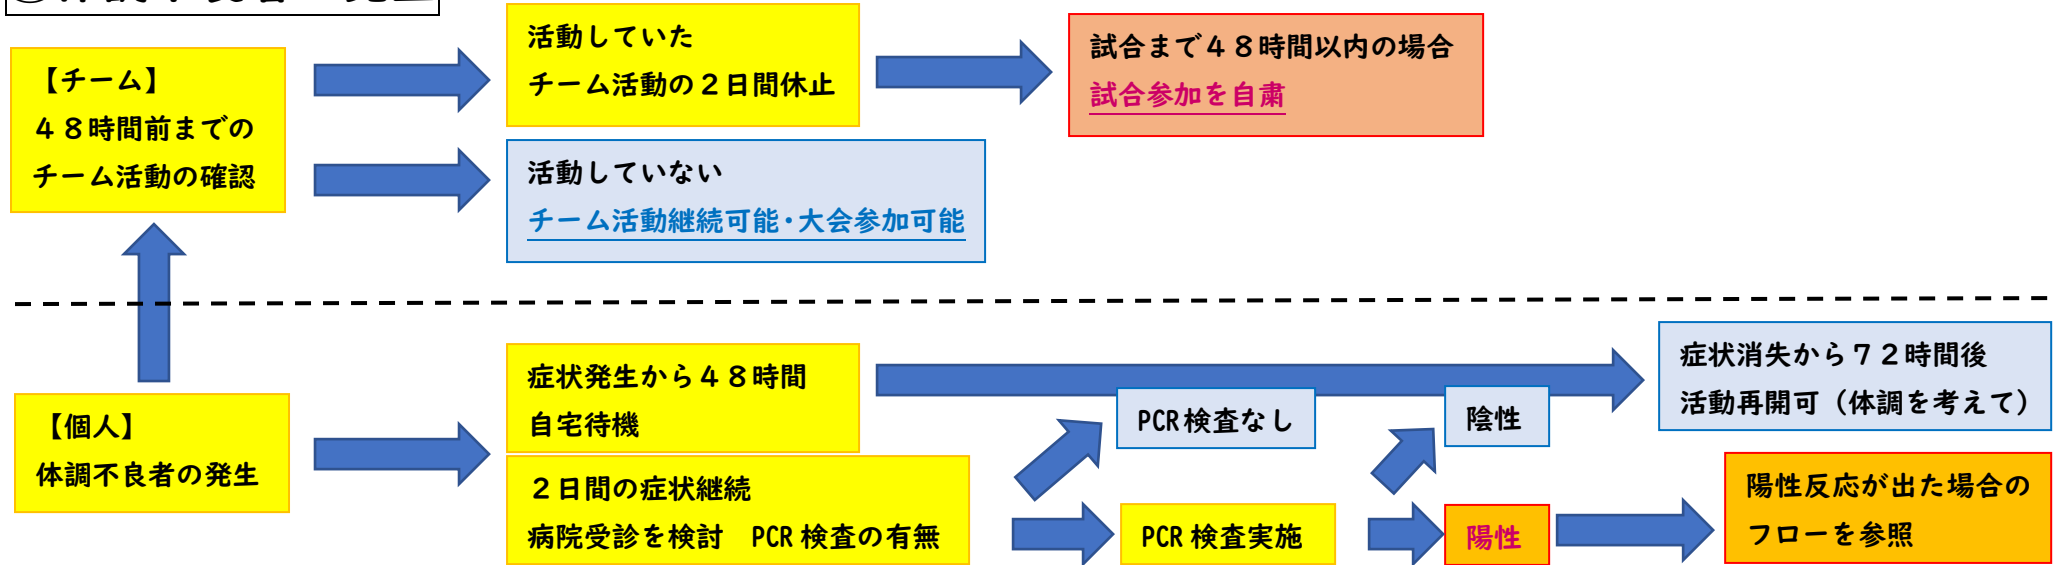 【チーム】
４８時間前までの
チーム活動の確認
活動していた
チーム活動の２日間休止
試合まで４８時間以内の場合
試合参加を自粛
活動していない
チーム活動継続可能・大会参加可能
【個人】
体調不良者の発生
症状発生から４８時間
自宅待機
２日間の症状継続
病院受診を検討　PCR 検査の有無
PCR 検査なし
PCR 検査実施
陰性
陽性
症状消失から７２時間後
活動再開可（体調を考えて）
陽性反応が出た場合の
フローを参照